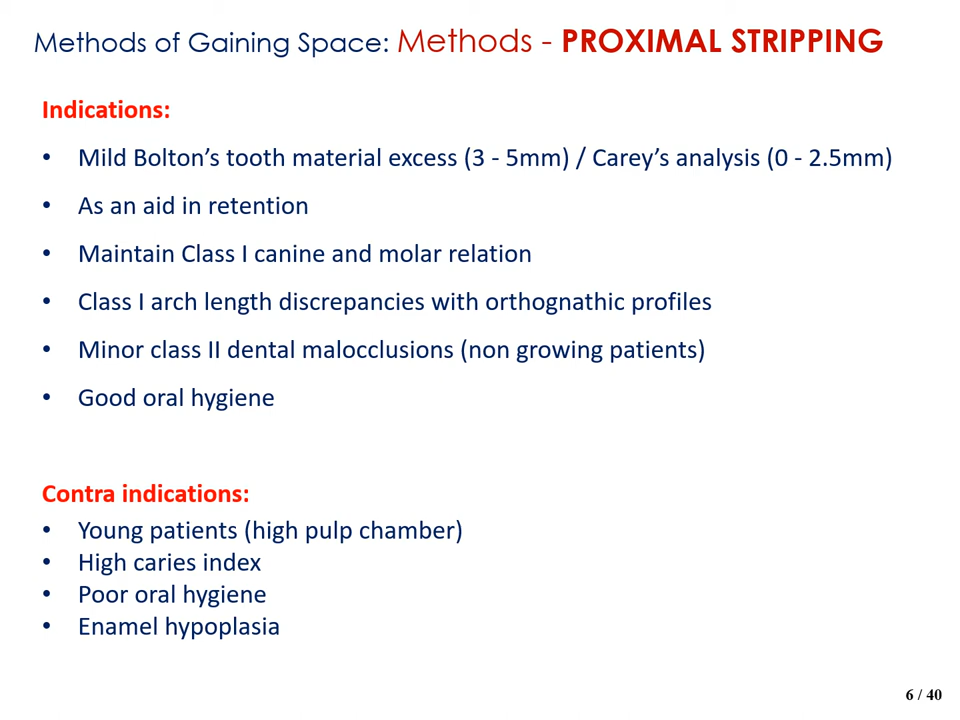 Methods of Gaining Space: Methods - PROXIMAL STRIPPING
Indications:
• Mild Bolton’s tooth material excess (3 - 5mm) / Carey’s analysis (0 - 2.5mm)
• As an aid in retention
• Maintain Class I canine and molar relation
• Class I arch length discrepancies with orthognathic profiles
• Minor class II dental malocclusions (non growing patients)
• Good oral hygiene
Contra indications:
• Young patients (high pulp chamber)
• High caries index
• Poor oral hygiene
• Enamel hypoplasia
6 / 40